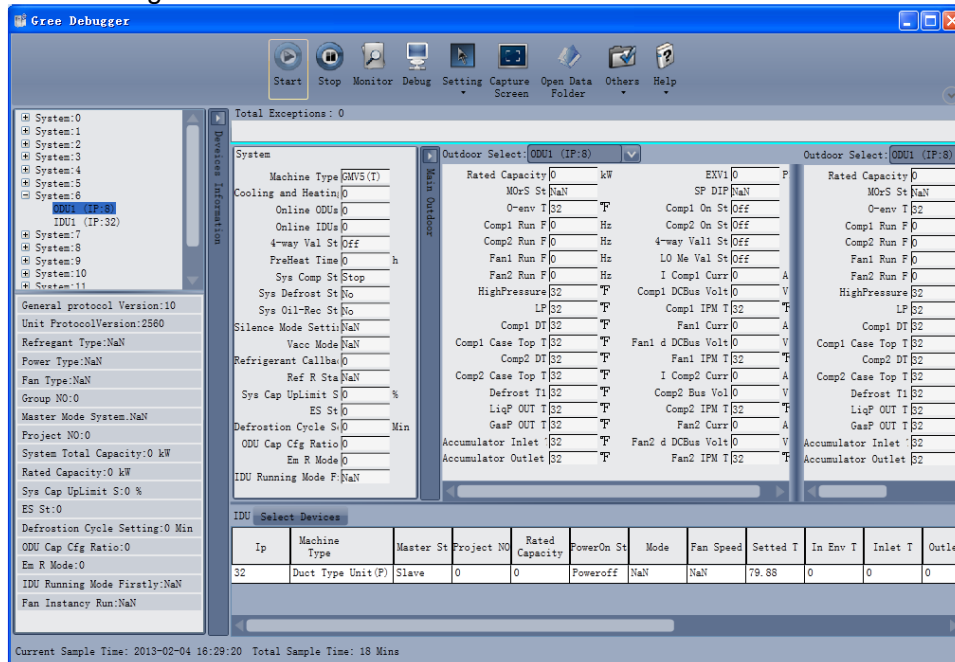 Gree Debugger
Start Stop Monitor Debug Setting Capture Screen Open Data Folder Others Help
System:0
System:1
System:2
System:3
System:4
System:5
System:6
ODU1 (IP:8)
IDU1 (IP:32)
System:7
System:8
System:9
System:10
System:11
General protocol Version:10
Unit ProtocolVersion:2560
Refregant Type:NaN
Power Type:NaN
Fan Type:NaN
Group NO:0
Master Mode System.NaN
Project NO:0
System Total Capacity:0 kW
Rated Capacity:0 kW
Sys Cap UpLimit S:0 %
ES St:0
Defrostion Cycle Setting:0 Min
ODU Cap Cfg Ratio:0
Em R Mode:0
IDU Running Mode Firstly:NaN
Fan Instancy Run:NaN
Deveices Information
Total Exceptions: 0
System
Machine Type GMV5(T)
Cooling and Heatin 0
Online ODUs 0
Online IDUs 0
4-way Val St Off
PreHeat Time 0 h
Sys Comp St Stop
Sys Defrost St No
Sys Oil-Rec St No
Silence Mode Setti NaN
Vacc Mode NaN
Refrigerant Callba 0
Ref R Sta NaN
Sys Cap UpLimit S 0 %
ES St 0
Defrostion Cycle S 0 Min
ODU Cap Cfg Ratio 0
Em R Mode 0
IDU Running Mode F: NaN
Main Outdoor
Outdoor Select: ODU1 (IP:8)
Rated Capacity 0 kW EXV1 0 P
MOrS St NaN SP DIP NaN
O-env T 32 ℉ Comp1 On St Off
Comp1 Run F 0 Hz Comp2 On St Off
Comp2 Run F 0 Hz 4-way Val1 St Off
Fan1 Run F 0 Hz LO Me Val St Off
Fan2 Run F 0 Hz I Comp1 Curr 0 A
HighPressure 32 ℉ Comp1 DCBus Volt 0 V
LP 32 ℉ Comp1 IPM T 32 ℉
Comp1 DT 32 ℉ Fan1 Curr 0 A
Comp1 Case Top T 32 ℉ Fan1 d DCBus Volt 0 V
Comp2 DT 32 ℉ Fan1 IPM T 32 ℉
Comp2 Case Top T 32 ℉ I Comp2 Curr 0 A
Defrost T1 32 ℉ Comp2 Bus Vol 0 V
LiqP OUT T 32 ℉ Comp2 IPM T 32 ℉
GasP OUT T 32 ℉ Fan2 Curr 0 A
Accumulator Inlet 32 ℉ Fan2 d DCBus Volt 0 V
Accumulator Outlet 32 ℉ Fan2 IPM T 32 ℉
Outdoor Select: ODU1 (IP:8)
Rated Capacity 0
MOrS St NaN
O-env T 32
Comp1 Run F 0
Comp2 Run F 0
Fan1 Run F 0
Fan2 Run F 0
HighPressure 32
LP 32
Comp1 DT 32
Comp1 Case Top T 32
Comp2 DT 32
Comp2 Case Top T 32
Defrost T1 32
LiqP OUT T 32
GasP OUT T 32
Accumulator Inlet 32
Accumulator Outlet 32
IDU Select Devices
Ip Machine Type Master St Project NO Rated Capacity PowerOn St Mode Fan Speed Setted T In Env T Inlet T Outle
32 Duct Type Unit(P) Slave 0 0 Poweroff NaN NaN 79.88 0 0 0
Current Sample Time: 2013-02-04 16:29:20 Total Sample Time: 18 Mins